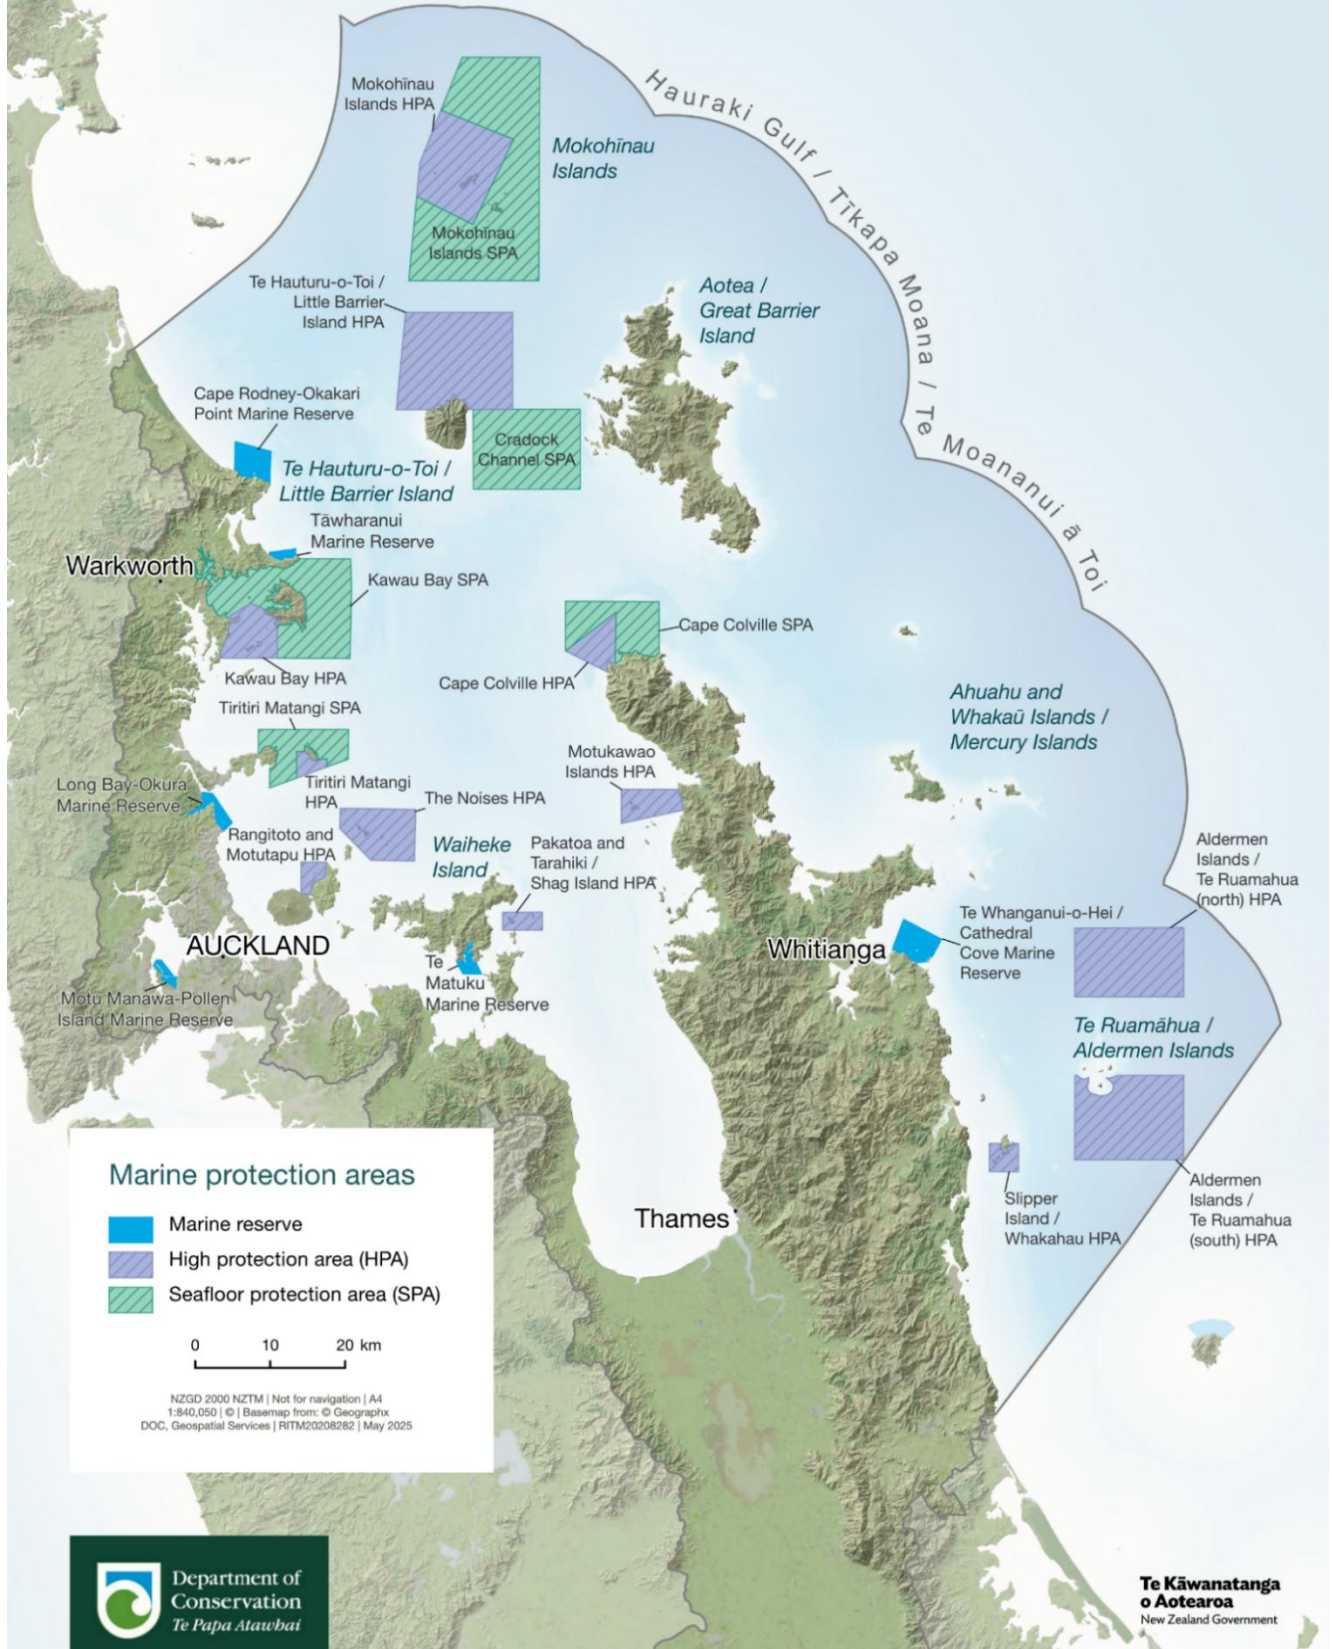 Mokohīnau
Islands HPA
Hauraki Gulf / Tīkapa Moana / Te Moananui ā Toi
Mokohīnau
Islands
Mokohīnau
Islands SPA
Te Hauturu-o-Toi /
Little Barrier
Island HPA
Aotea /
Great Barrier
Island
Cape Rodney-Okakari
Point Marine Reserve
Cradock
Channel SPA
Te Hauturu-o-Toi /
Little Barrier Island
Tāwharanui
Marine Reserve
Warkworth
Kawau Bay SPA
Cape Colville SPA
Kawau Bay HPA
Cape Colville HPA
Tiritiri Matangi SPA
Ahuahu and
Whakaū Islands /
Mercury Islands
Motukawao
Islands HPA
Long Bay-Okura
Marine Reserve
Tiritiri Matangi
HPA
The Noises HPA
Rangitoto and
Motutapu HPA
Waiheke
Island
Pakatoa and
Tarahiki /
Shag Island HPA
Aldermen
Islands /
Te Ruamahua
(north) HPA
Te Whanganui-o-Hei /
Cathedral
Cove Marine
Reserve
AUCKLAND
Whitianga
Te
Matuku
Marine Reserve
Motu Manawa-Pollen
Island Marine Reserve
Te Ruamāhua /
Aldermen Islands
Slipper
Island /
Whakahau HPA
Aldermen
Islands /
Te Ruamahua
(south) HPA
Thames
Marine protection areas
Marine reserve
High protection area (HPA)
Seafloor protection area (SPA)
0 10 20 km
NZGD 2000 NZTM | Not for navigation | A4
1:840,050 | © | Basemap from: © Geographx
DOC, Geospatial Services | RITM20208282 | May 2025
Department of
Conservation
Te Papa Atawhai
Te Kāwanatanga
o Aotearoa
New Zealand Government